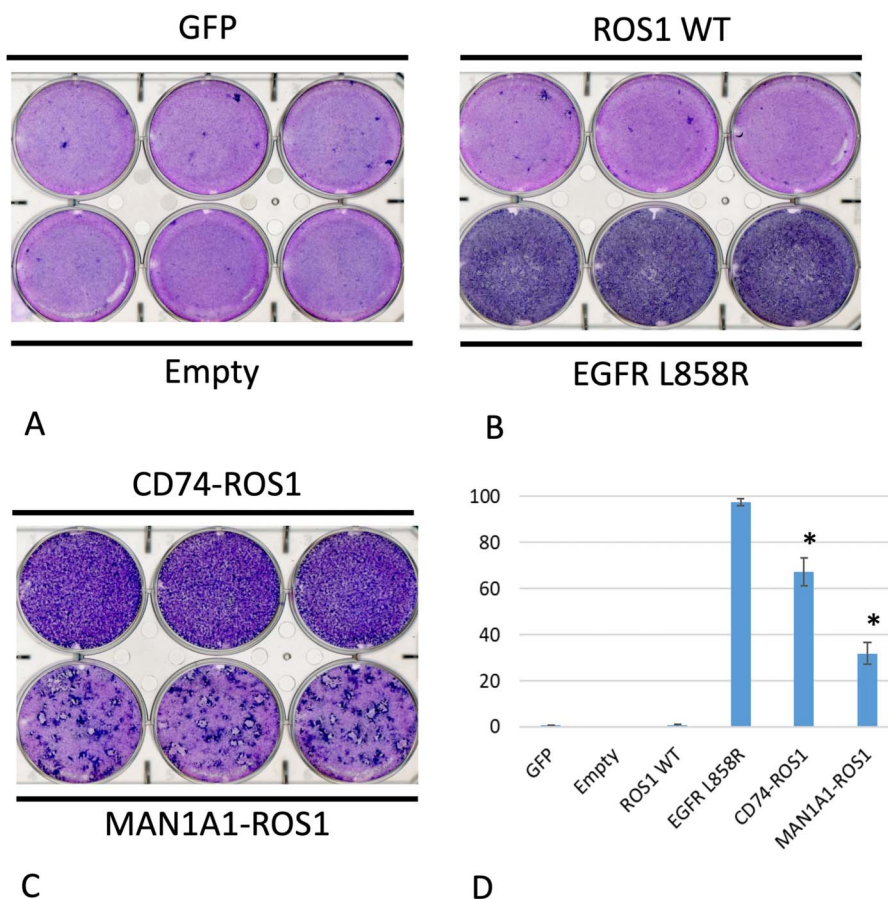 GFP
Empty
A
ROS1 WT
EGFR L858R
B
CD74-ROS1
MAN1A1-ROS1
C
100
80
60
40
20
0
*
*
GFP
Empty
ROS1 WT
EGFR L858R
CD74-ROS1
MAN1A1-ROS1
D